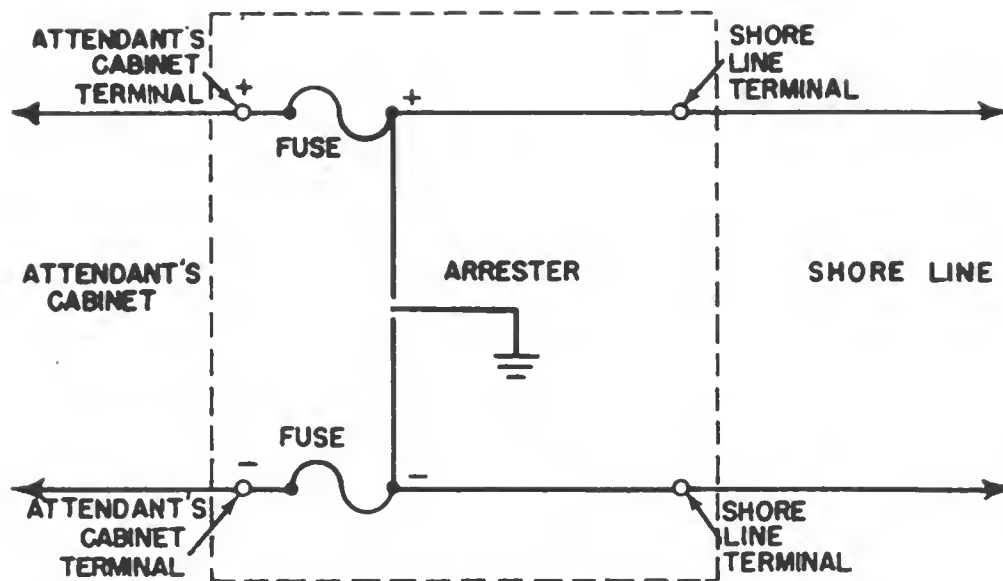 ATTENDANT'S
CABINET
TERMINAL
SHORE
LINE
TERMINAL
+
+
FUSE
ATTENDANT'S
CABINET
ARRESTER
SHORE LINE
FUSE
-
-
ATTENDANT'S
CABINET
TERMINAL
SHORE
LINE
TERMINAL